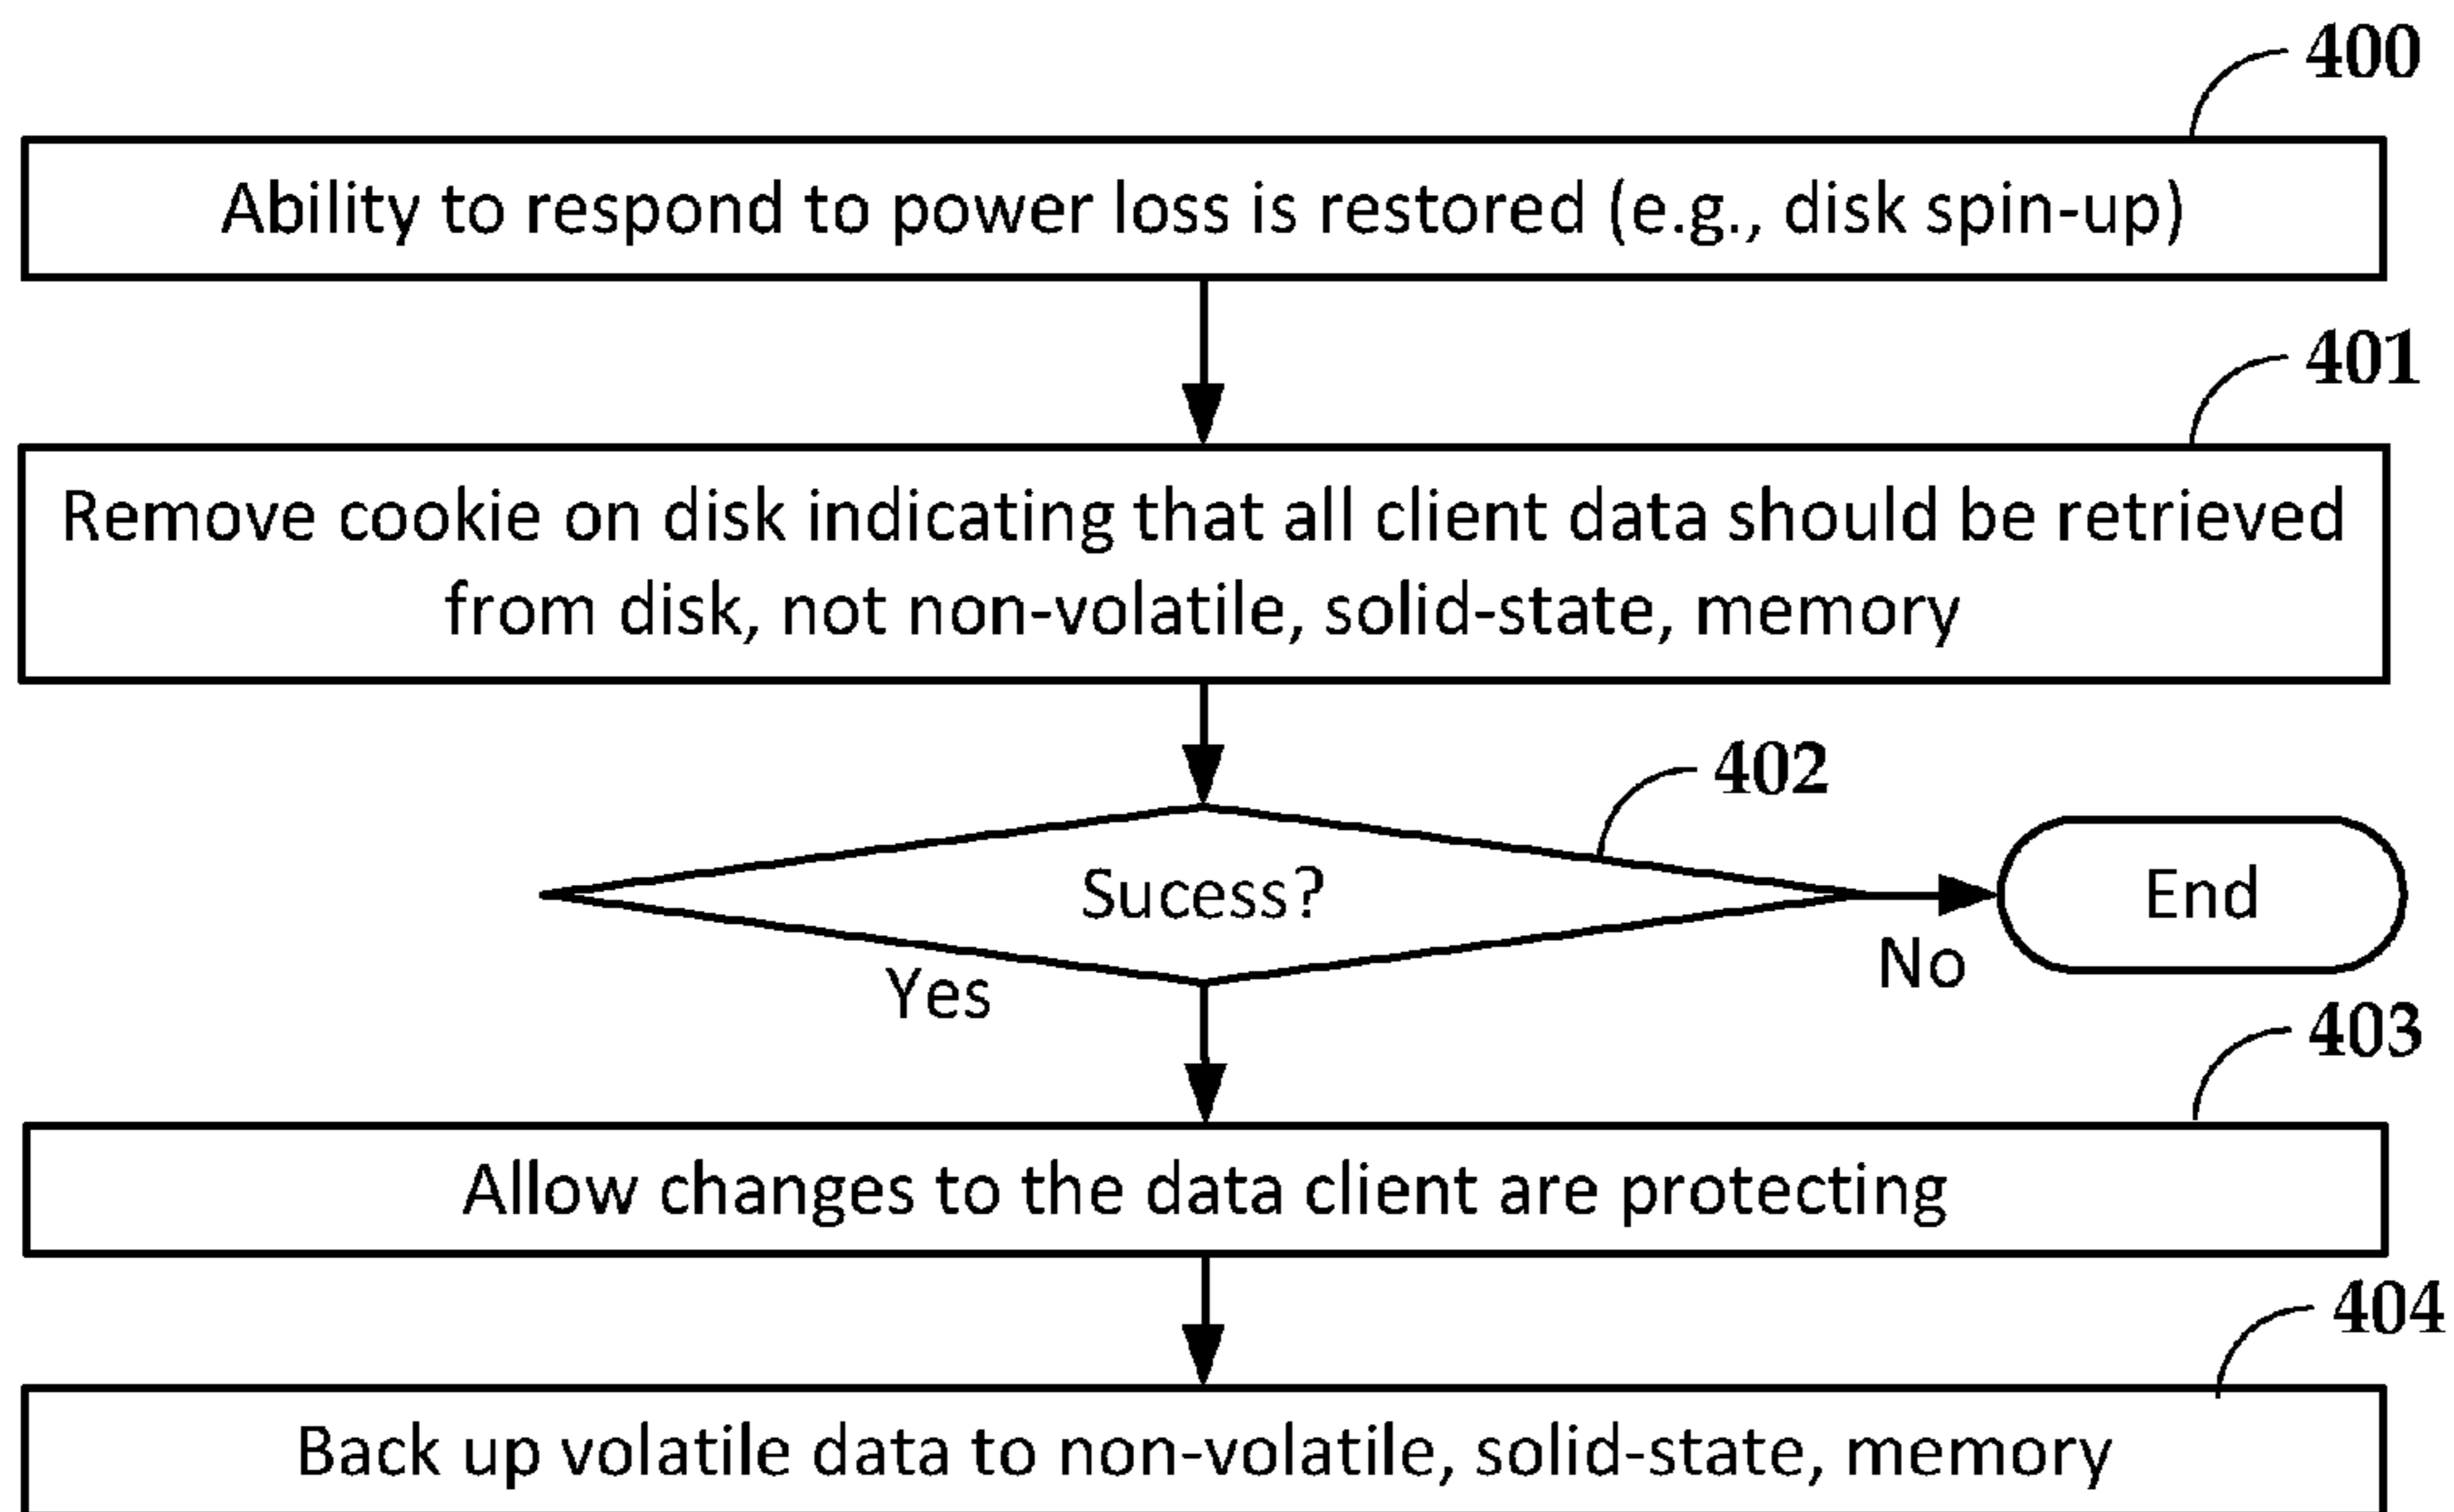 400
Ability to respond to power loss is restored (e.g., disk spin-up)
401
Remove cookie on disk indicating that all client data should be retrieved
from disk, not non-volatile, solid-state, memory
402
Sucess?
End
No
Yes
403
Allow changes to the data client are protecting
404
Back up volatile data to non-volatile, solid-state, memory